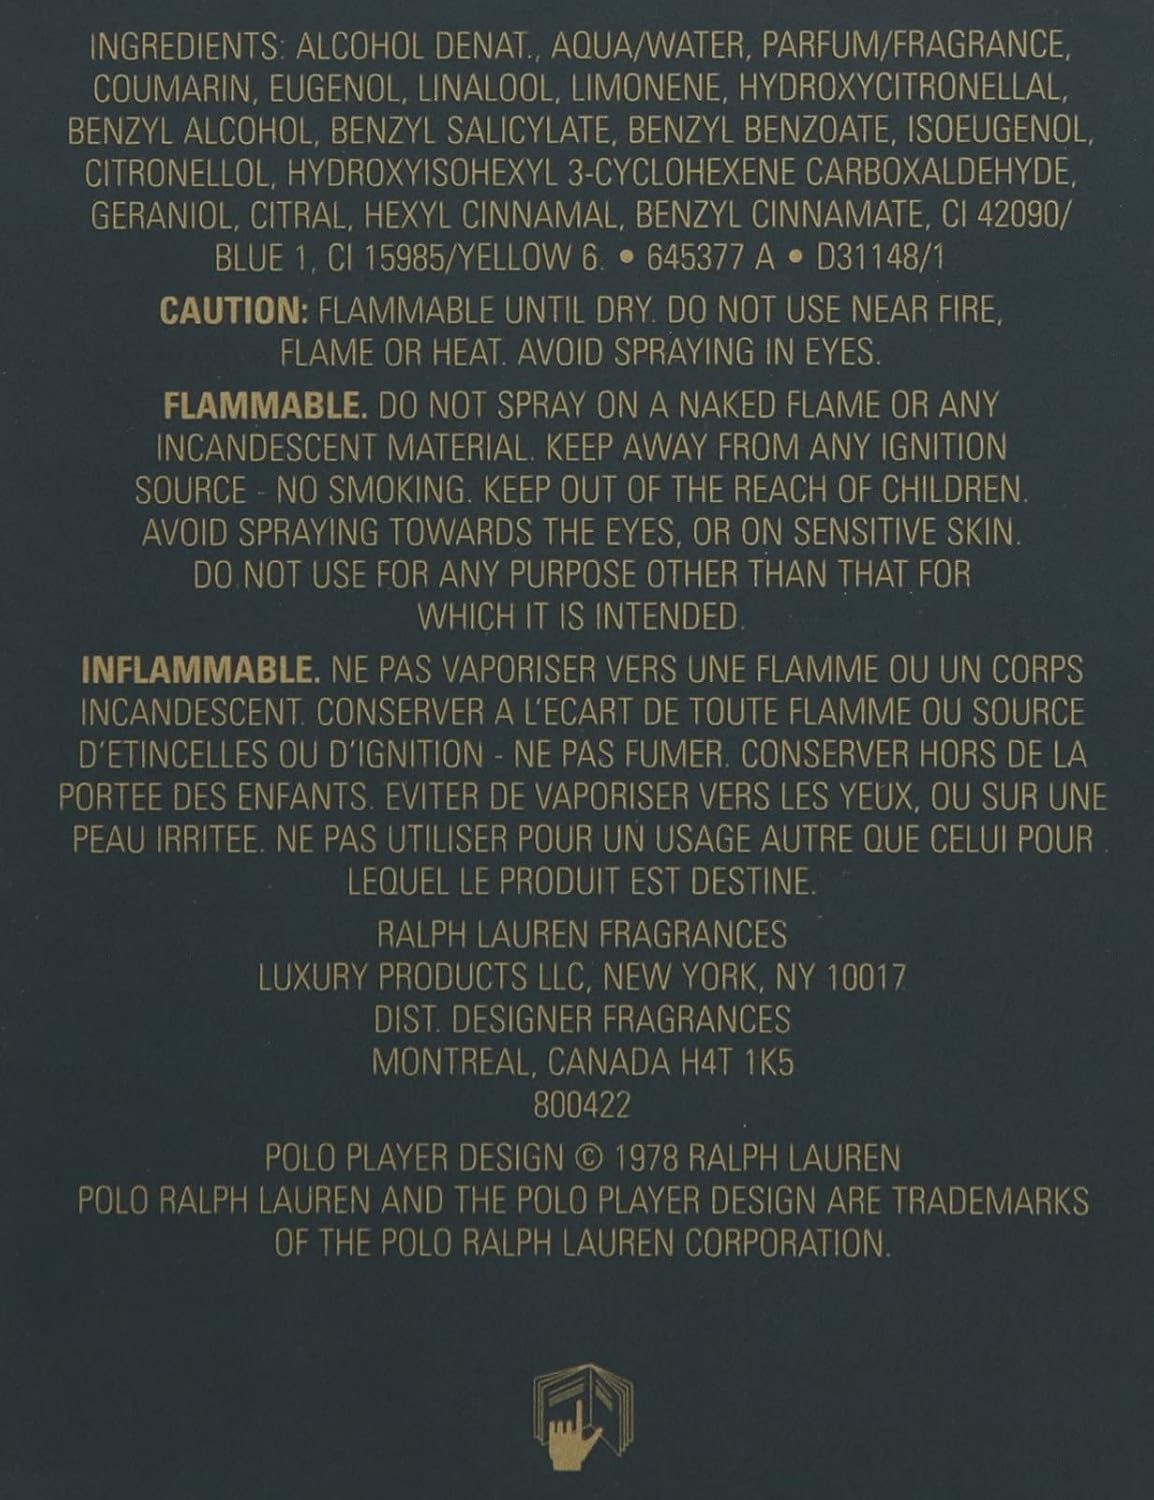 INGREDIENTS: ALCOHOL DENAT., AQUA/WATER, PARFUM/FRAGRANCE,
COUMARIN, EUGENOL, LINALOOL, LIMONENE, HYDROXYCITRONELLAL,
BENZYL ALCOHOL, BENZYL SALICYLATE, BENZYL BENZOATE, ISOEUGENOL,
CITRONELLOL, HYDROXYISOHEXYL 3-CYCLOHEXENE CARBOXALDEHYDE,
GERANIOL, CITRAL, HEXYL CINNAMAL, BENZYL CINNAMATE, CI 42090/
BLUE 1, CI 15985/YELLOW 6. • 645377 A • D31148/1
CAUTION: FLAMMABLE UNTIL DRY. DO NOT USE NEAR FIRE,
FLAME OR HEAT. AVOID SPRAYING IN EYES.
FLAMMABLE. DO NOT SPRAY ON A NAKED FLAME OR ANY
INCANDESCENT MATERIAL. KEEP AWAY FROM ANY IGNITION
SOURCE - NO SMOKING. KEEP OUT OF THE REACH OF CHILDREN.
AVOID SPRAYING TOWARDS THE EYES, OR ON SENSITIVE SKIN.
DO NOT USE FOR ANY PURPOSE OTHER THAN THAT FOR
WHICH IT IS INTENDED.
INFLAMMABLE. NE PAS VAPORISER VERS UNE FLAMME OU UN CORPS
INCANDESCENT. CONSERVER A L'ECART DE TOUTE FLAMME OU SOURCE
D'ETINCELLES OU D'IGNITION - NE PAS FUMER. CONSERVER HORS DE LA
PORTEE DES ENFANTS. EVITER DE VAPORISER VERS LES YEUX, OU SUR UNE
PEAU IRRITEE. NE PAS UTILISER POUR UN USAGE AUTRE QUE CELUI POUR
LEQUEL LE PRODUIT EST DESTINE.
RALPH LAUREN FRAGRANCES
LUXURY PRODUCTS LLC, NEW YORK, NY 10017
DIST. DESIGNER FRAGRANCES
MONTREAL, CANADA H4T 1K5
800422
POLO PLAYER DESIGN © 1978 RALPH LAUREN
POLO RALPH LAUREN AND THE POLO PLAYER DESIGN ARE TRADEMARKS
OF THE POLO RALPH LAUREN CORPORATION.